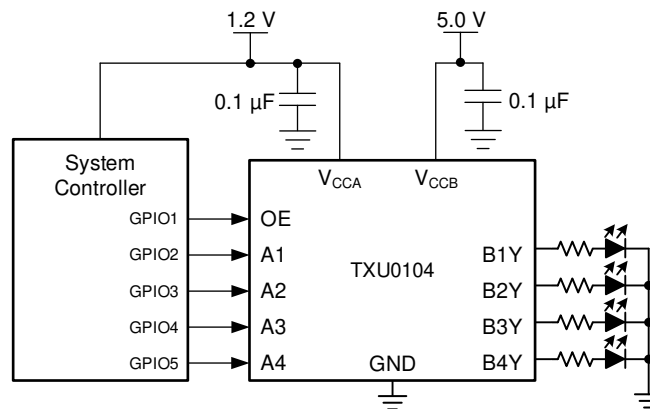 1.2 V
5.0 V
0.1 µF
0.1 µF
System
Controller
VCCA
VCCB
GPIO1
OE
GPIO2
A1
TXU0104
B1Y
GPIO3
A2
B2Y
GPIO4
A3
B3Y
GPIO5
A4
GND
B4Y